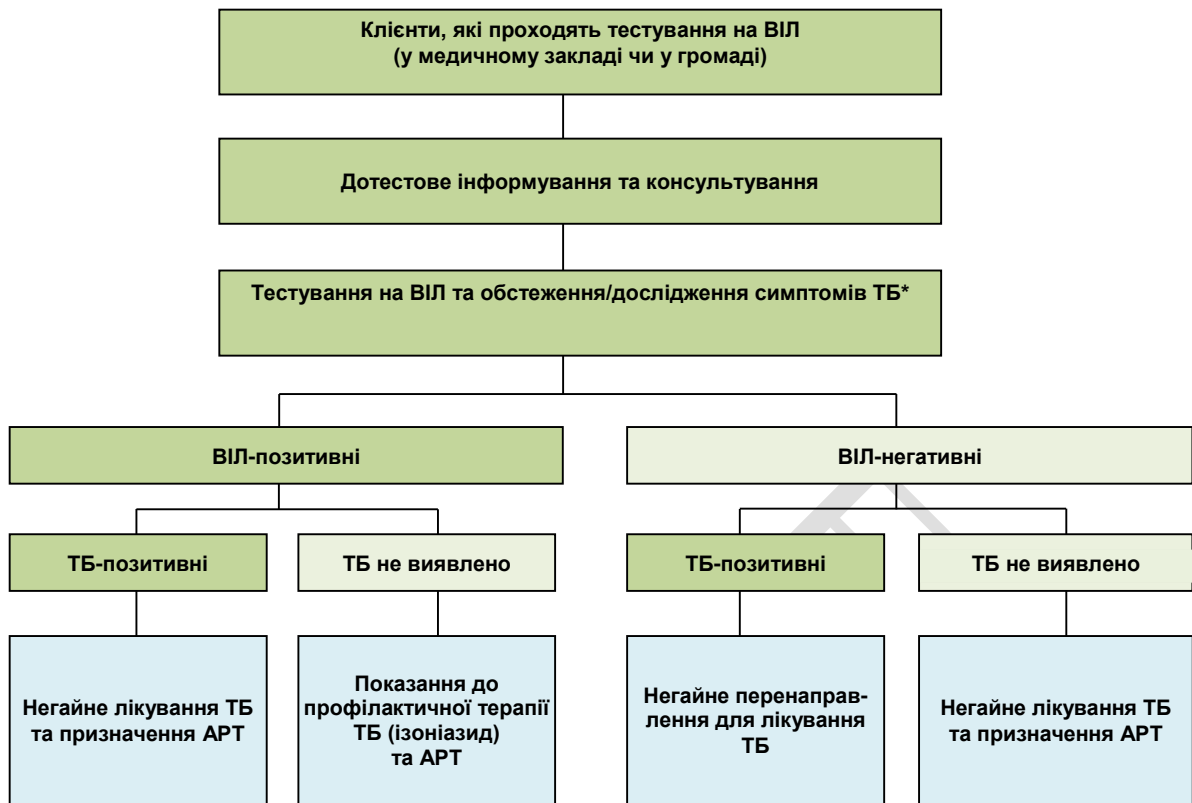 Клієнти, які проходять тестування на ВІЛ
(у медичному закладі чи у громаді)
Дотестове інформування та консультування
Тестування на ВІЛ та обстеження/дослідження симптомів ТБ*
ВІЛ-позитивні
ВІЛ-негативні
ТБ-позитивні
ТБ не виявлено
ТБ-позитивні
ТБ не виявлено
Негайне лікування ТБ
та призначення АРТ
Показання до
профілактичної терапії
ТБ (ізоніазид)
та АРТ
Негайне перенаправ-
лення для лікування
ТБ
Негайне лікування ТБ
та призначення АРТ